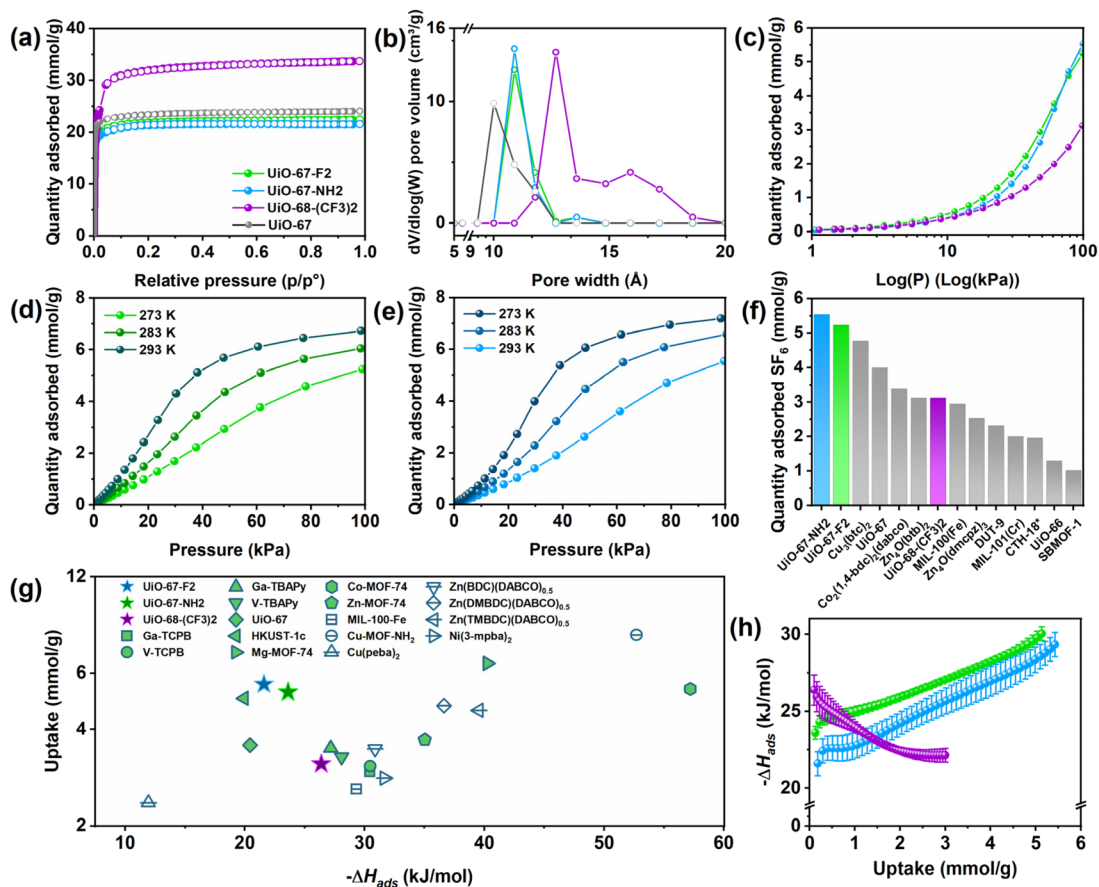 (a)
Quantity adsorbed (mmol/g)
40
30
20
10
0
UiO-67-F2
UiO-67-NH2
UiO-68-(CF3)2
UiO-67
0.0 0.2 0.4 0.6 0.8 1.0
Relative pressure (p/p°)
(b)
dV/dlog(W) pore volume (cm³/g)
16
10
0
5 9 10 15 20
Pore width (Å)
(c)
Quantity adsorbed (mmol/g)
6
5
4
3
2
1
0
1 10 100
Log(P) (Log(kPa))
(d)
Quantity adsorbed (mmol/g)
8
6
4
2
0
273 K
283 K
293 K
0 20 40 60 80 100
Pressure (kPa)
(e)
Quantity adsorbed (mmol/g)
8
6
4
2
0
273 K
283 K
293 K
0 20 40 60 80 100
Pressure (kPa)
(f)
Quantity adsorbed SF₆ (mmol/g)
6
5
4
3
2
1
0
UiO-67-NH2
UiO-67-F2
Cu₃(btc)₂
UiO-67
Co₂(1.4-bdc)₂(dabco)
Zn₄O(btb)₂
UiO-68-(CF3)2
MIL-100(Fe)
Zn₄O(dmcpz)₃
DUT-9
MIL-101(Cr)
CTH-18*
UiO-66
SBMOF-1
(g)
Uptake (mmol/g)
12
6
4
2
UiO-67-F2
UiO-67-NH2
UiO-68-(CF3)2
Ga-TCPB
V-TCPB
Ga-TBAPy
V-TBAPy
UiO-67
HKUST-1c
Mg-MOF-74
Co-MOF-74
Zn-MOF-74
MIL-100-Fe
Cu-MOF-NH₂
Cu(peba)₂
Zn(BDC)(DABCO)₀.₅
Zn(DMBDC)(DABCO)₀.₅
Zn(TMBDC)(DABCO)₀.₅
Ni(3-mpba)₂
10 20 30 40 50 60
-ΔHads (kJ/mol)
(h)
-ΔHads (kJ/mol)
30
25
20
0
0 1 2 3 4 5 6
Uptake (mmo/g)